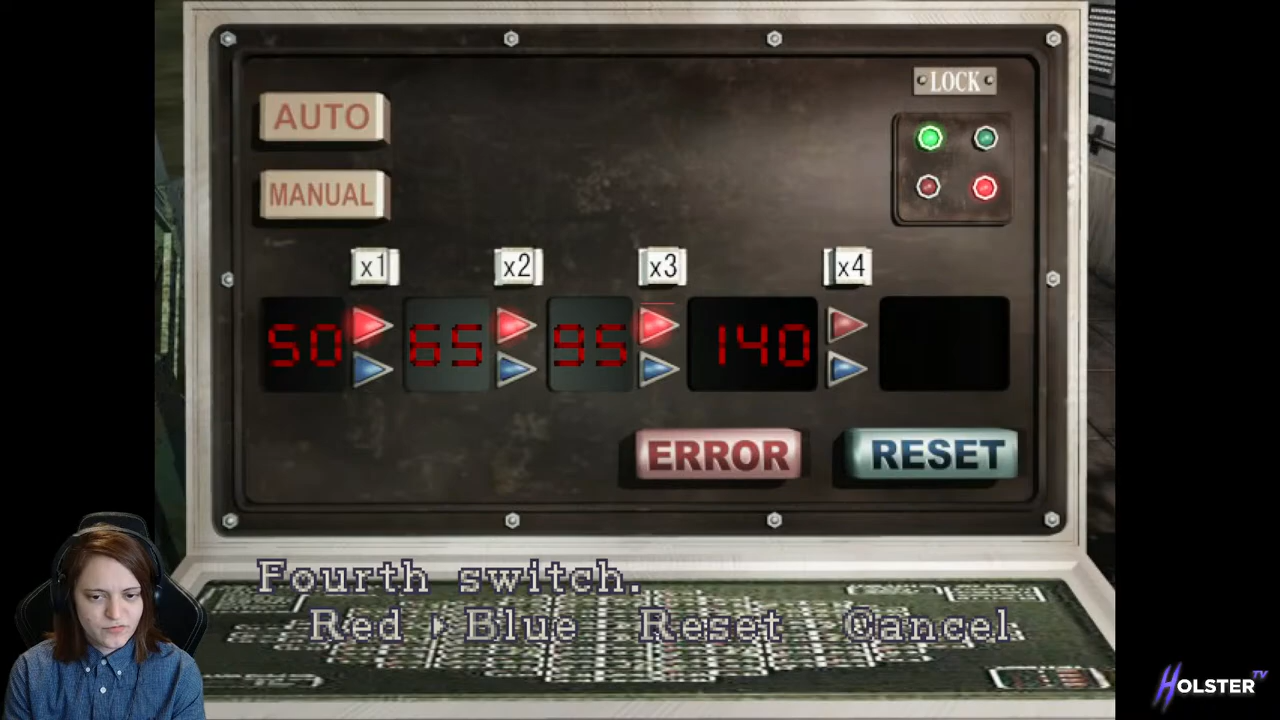 LOCK
AUTO
MANUAL
x1 x2 x3 x4
50 65 95 140
ERROR RESET
Fourth switch.
Red Blue Reset Cancel
HOLSTER TV